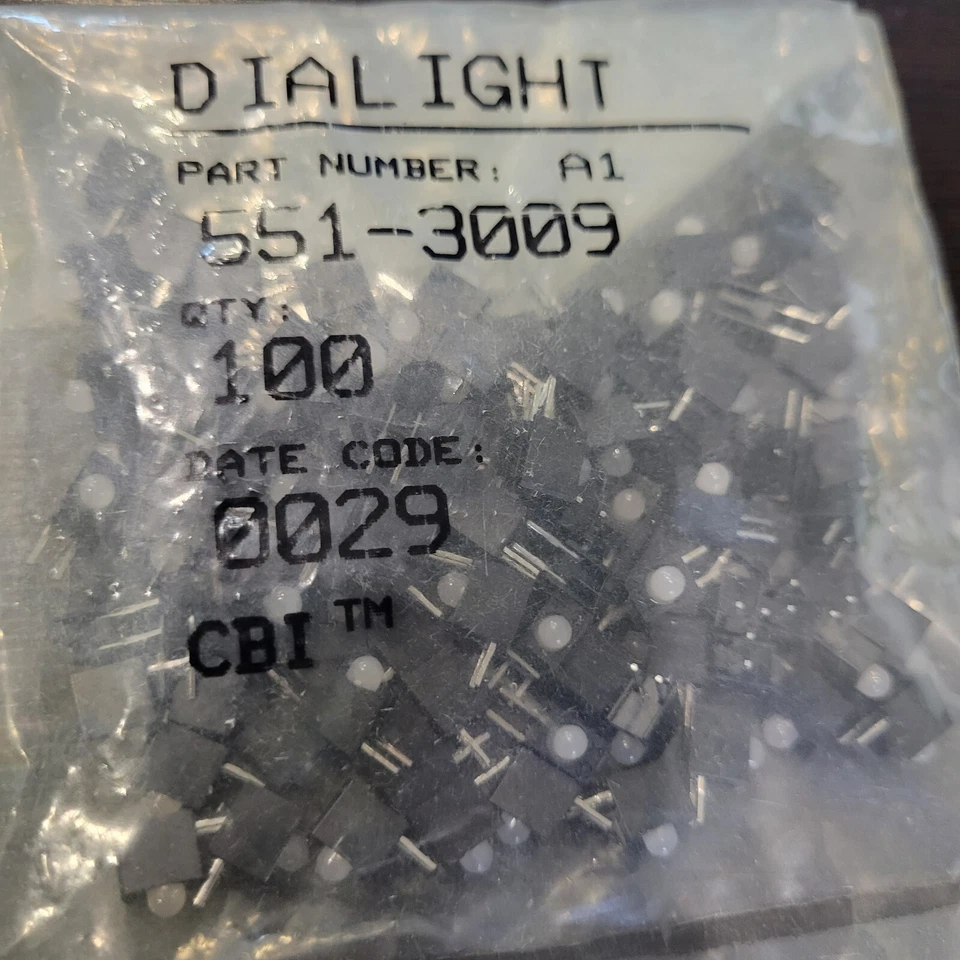 DIALIGHT
PART NUMBER: A1
551-3009
QTY:
100
DATE CODE:
0029
CBI™